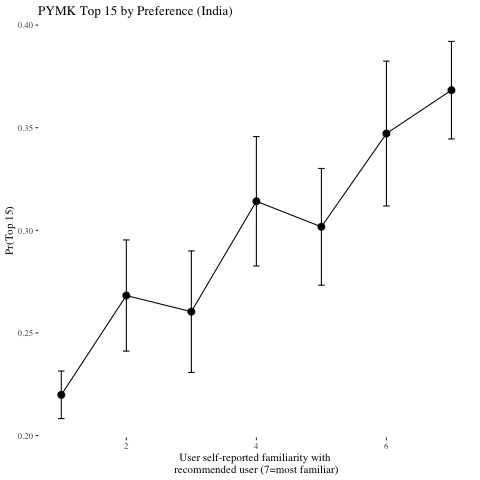 PYMK Top 15 by Preference (India)
0.40
0.35
0.30
0.25
0.20
Pr(Top 15)
2
4
6
User self-reported familiarity with
recommended user (7=most familiar)